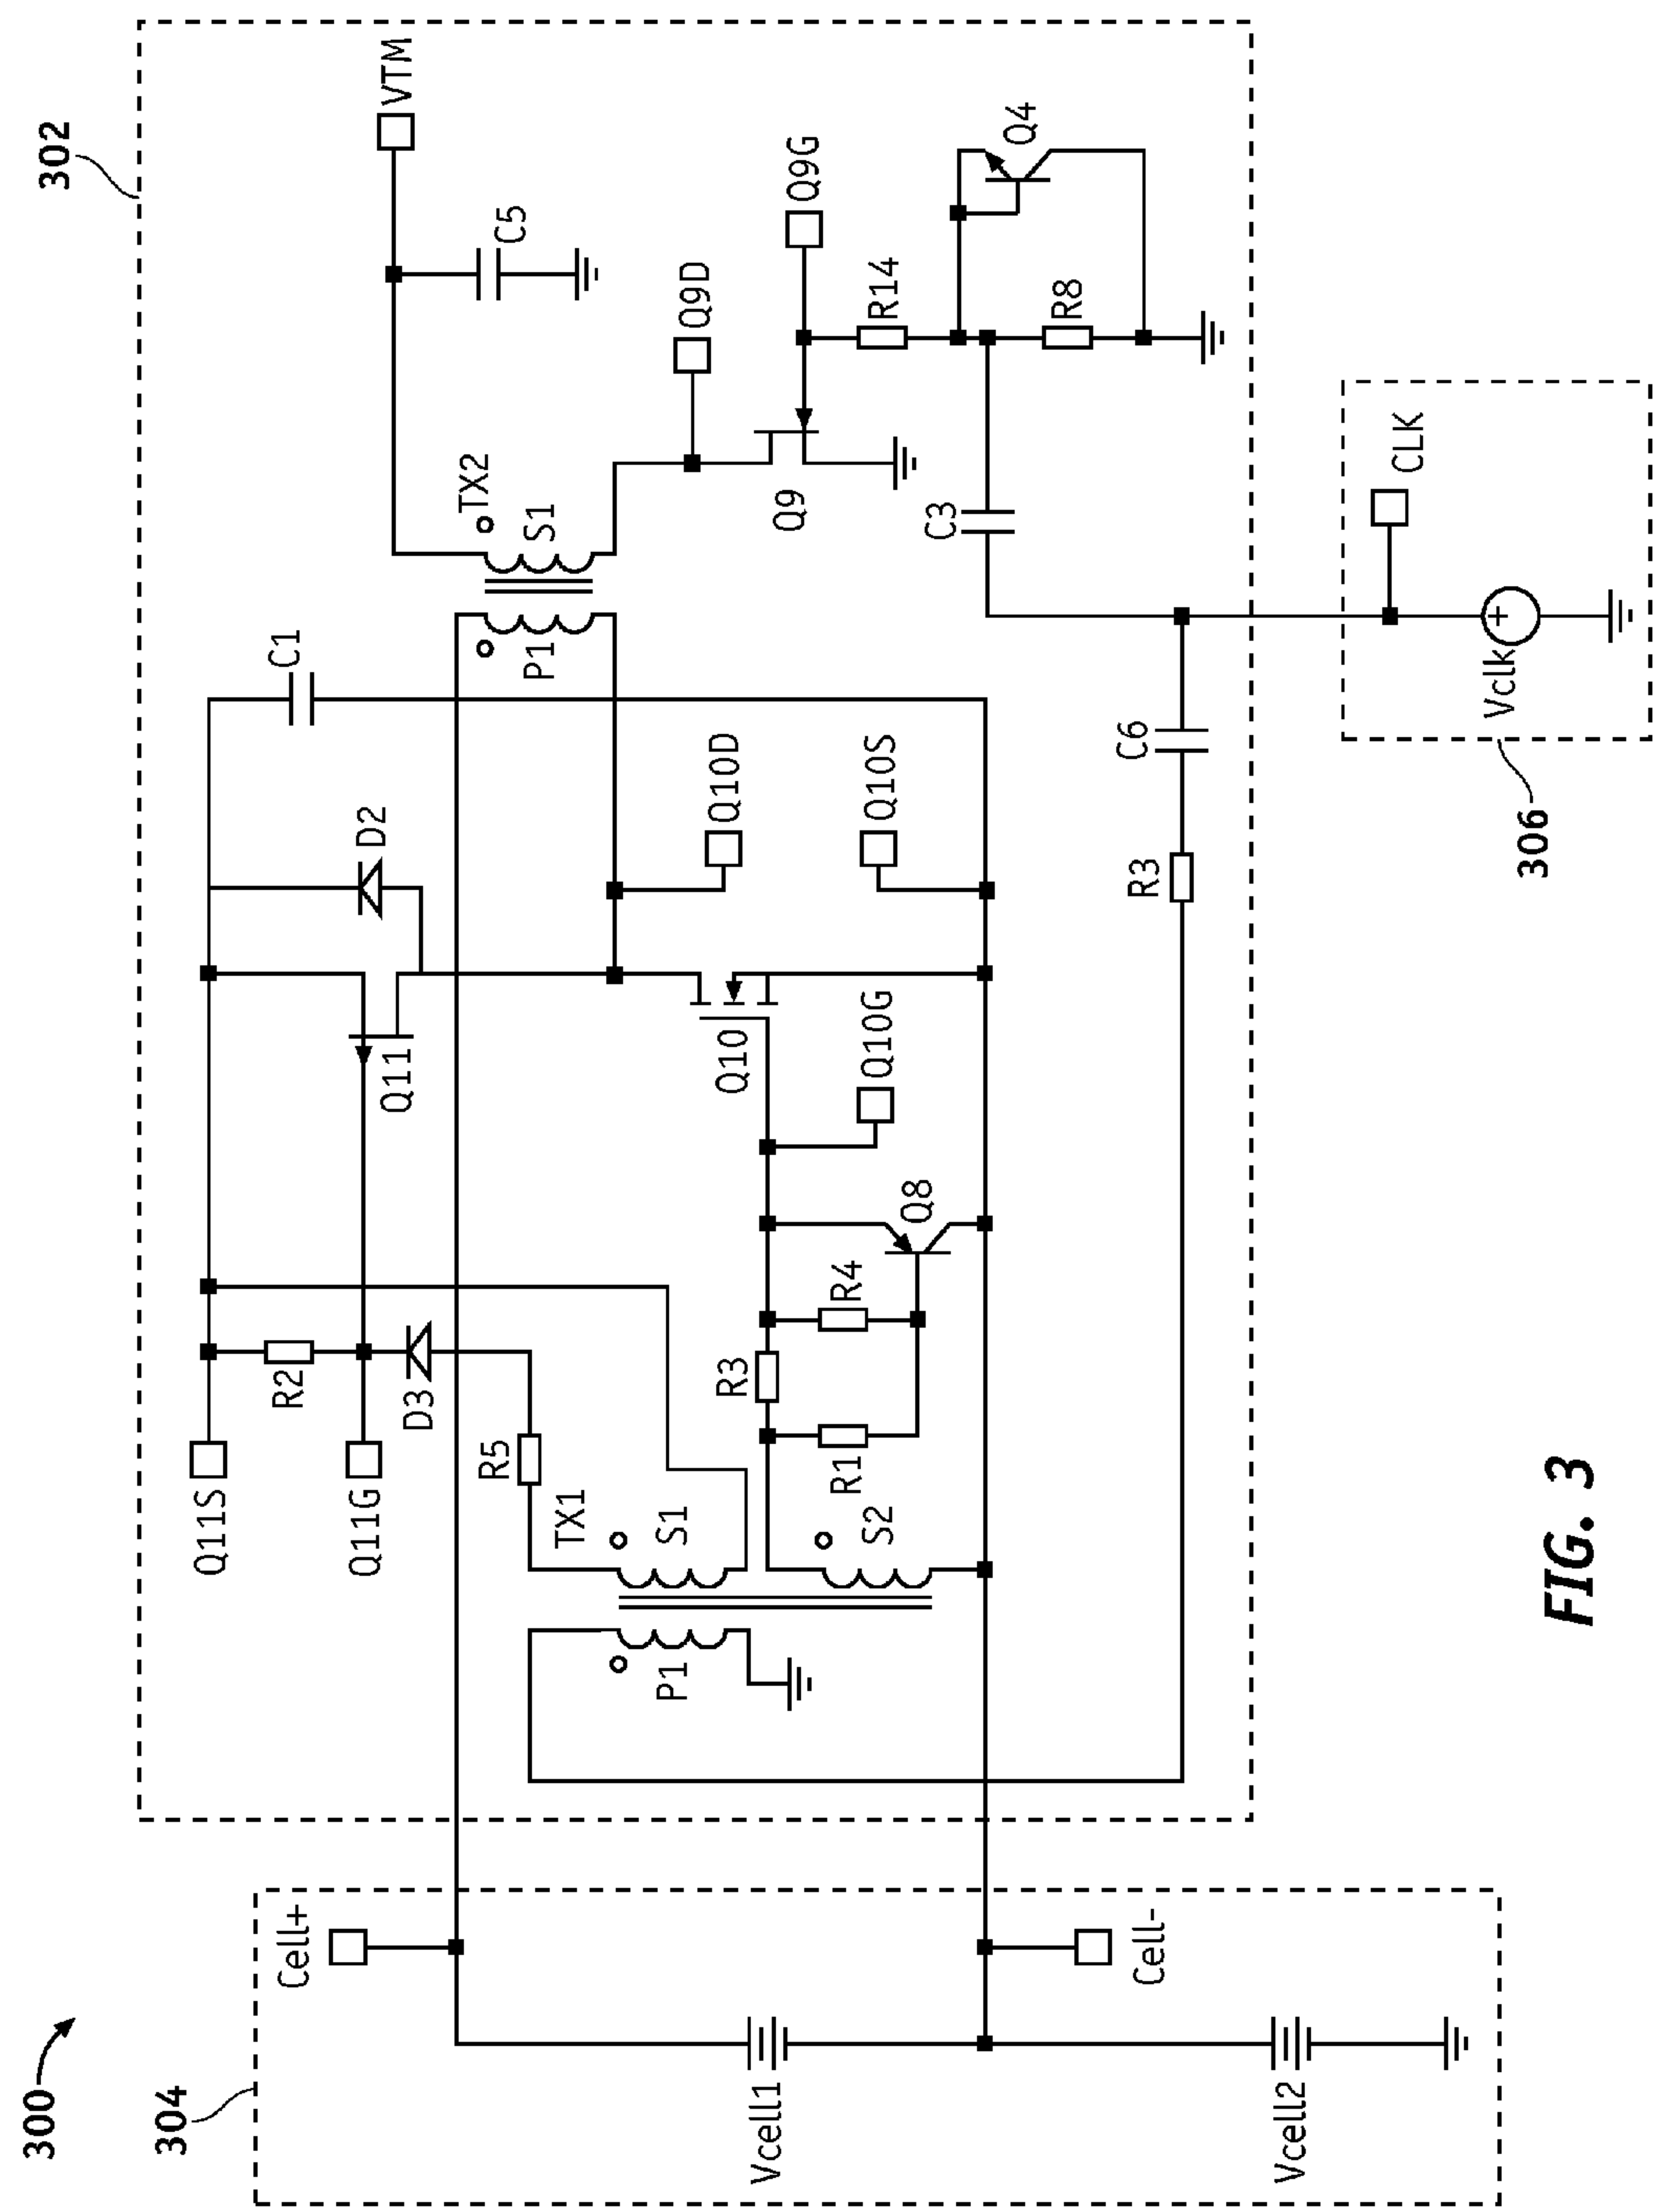 300
302
304
Cell+
Vcell1
Cell-
Vcell2
Q11S
Q11G
R2
D3
R5
TX1
P1
S1
S2
R1
R3
R4
Q8
Q10G
Q10
Q11
D2
C1
Q10D
Q10S
P1
S1
TX2
VTM
C5
Q9D
Q9
Q9G
R14
Q4
R8
C3
C6
R3
CLK
Vclk
306
FIG. 3